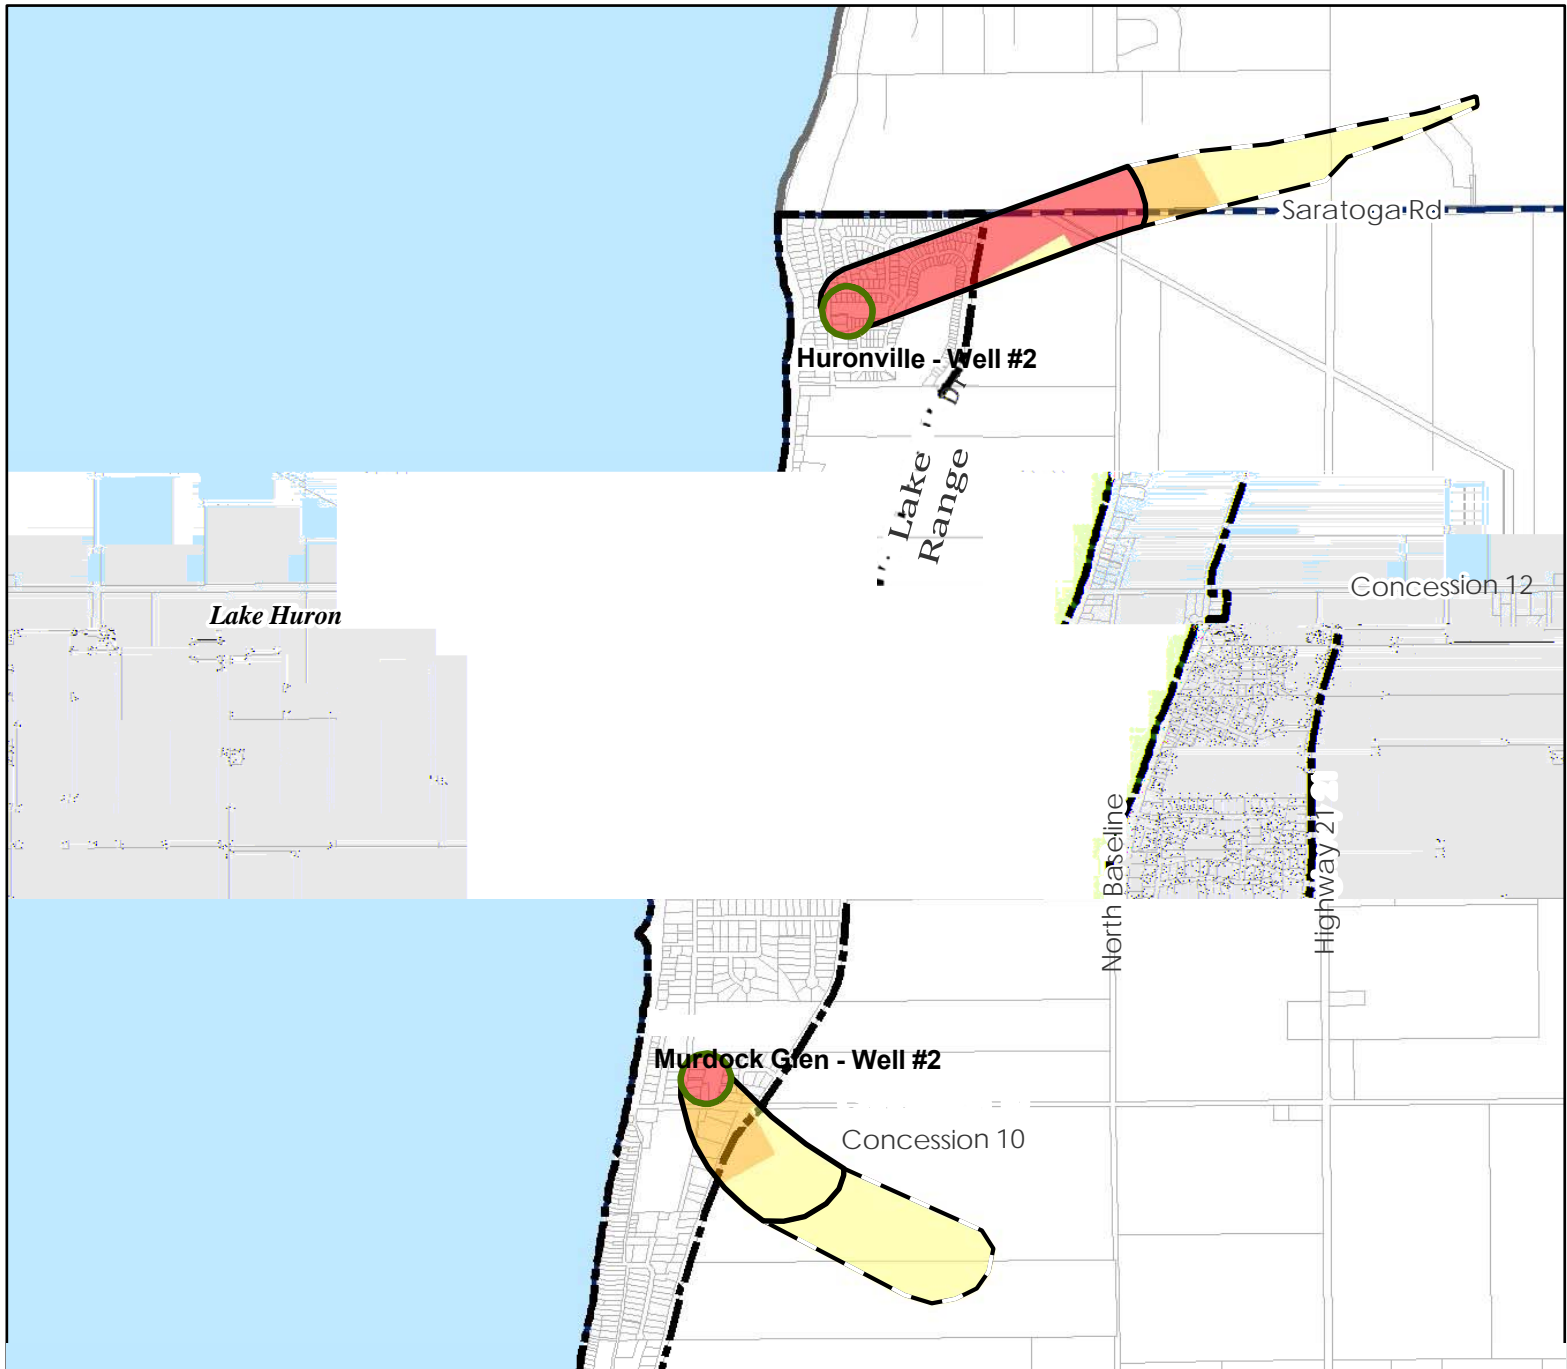 Saratoga Rd
Huronville - Well #2
Lake
Range
Dr
Concession 12
Lake Huron
North Baseline
Highway 21
Murdock Glen - Well #2
Concession 10